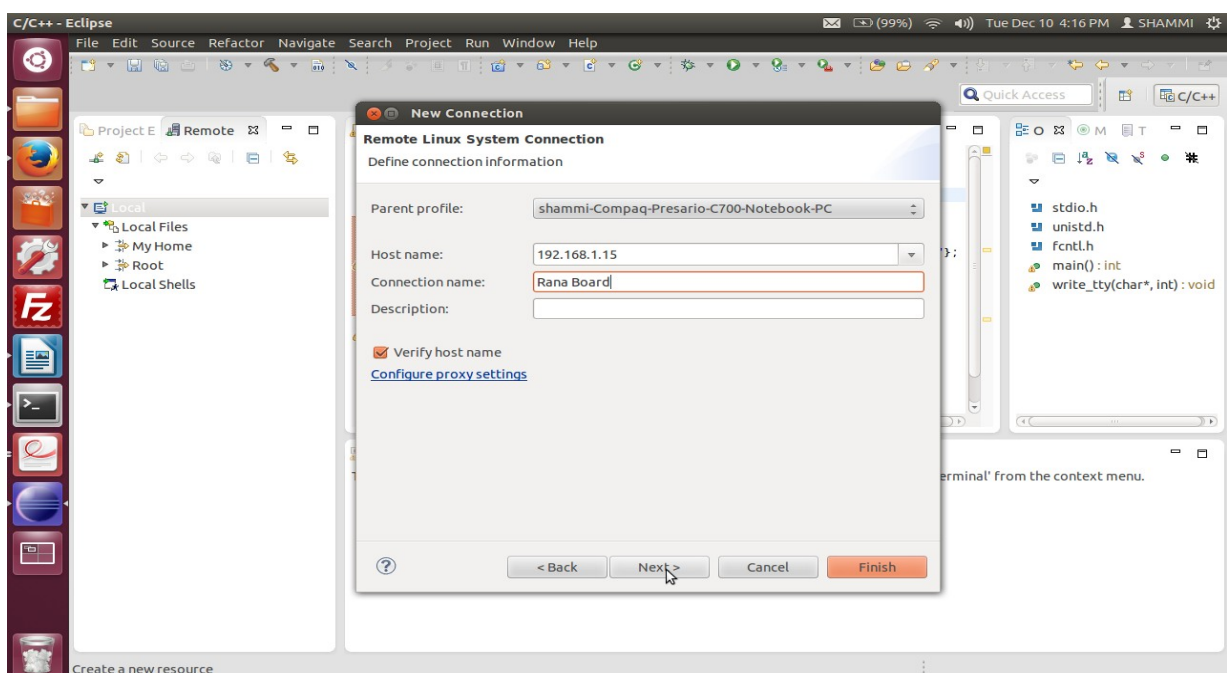 C/C++ - Eclipse
(99%) Tue Dec 10 4:16 PM SHAMMI
File Edit Source Refactor Navigate Search Project Run Window Help
Quick Access
C/C++
Project E Remote
O M T
New Connection
Remote Linux System Connection
Define connection information
Parent profile: shammi-Compaq-Presario-C700-Notebook-PC
Host name: 192.168.1.15
Connection name: Rana Board
Description:
Verify host name
Configure proxy settings
< Back Next > Cancel Finish
Local
Local Files
My Home
Root
Local Shells
};
stdio.h
unistd.h
fcntl.h
main() : int
write_tty(char*, int) : void
erminal' from the context menu.
Create a new resource